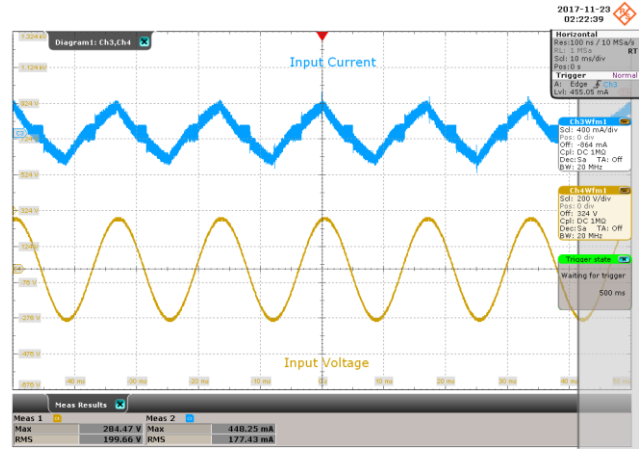 2017-11-23
02:22:39
Horizontal
Res:100 ns / 10 MSa/s
RL: 1 MSa RT
Scl: 10 ms/div
Pos:0 s
Trigger Normal
A: Edge Ch3
Lvl: 455.05 mA
Diagram1: Ch3,Ch4
Input Current
Ch3Wfm1
Scl: 400 mA/div
Pos: 0 div
Off: -864 mA
Cpl: DC 1MΩ
Dec:Sa TA: Off
BW: 20 MHz
Ch4Wfm1
Scl: 200 V/div
Pos: 0 div
Off: 324 V
Cpl: DC 1MΩ
Dec:Sa TA: Off
BW: 20 MHz
Trigger state
Waiting for trigger
500 ms
-76 V
-276 V
-476 V
-676 V
Input Voltage
-30 ms
-20 ms
-10 ms
10 ms
20 ms
30 ms
Meas Results
Meas 1 Meas 2
Max 284.47 V Max 448.25 mA
RMS 199.66 V RMS 177.43 mA